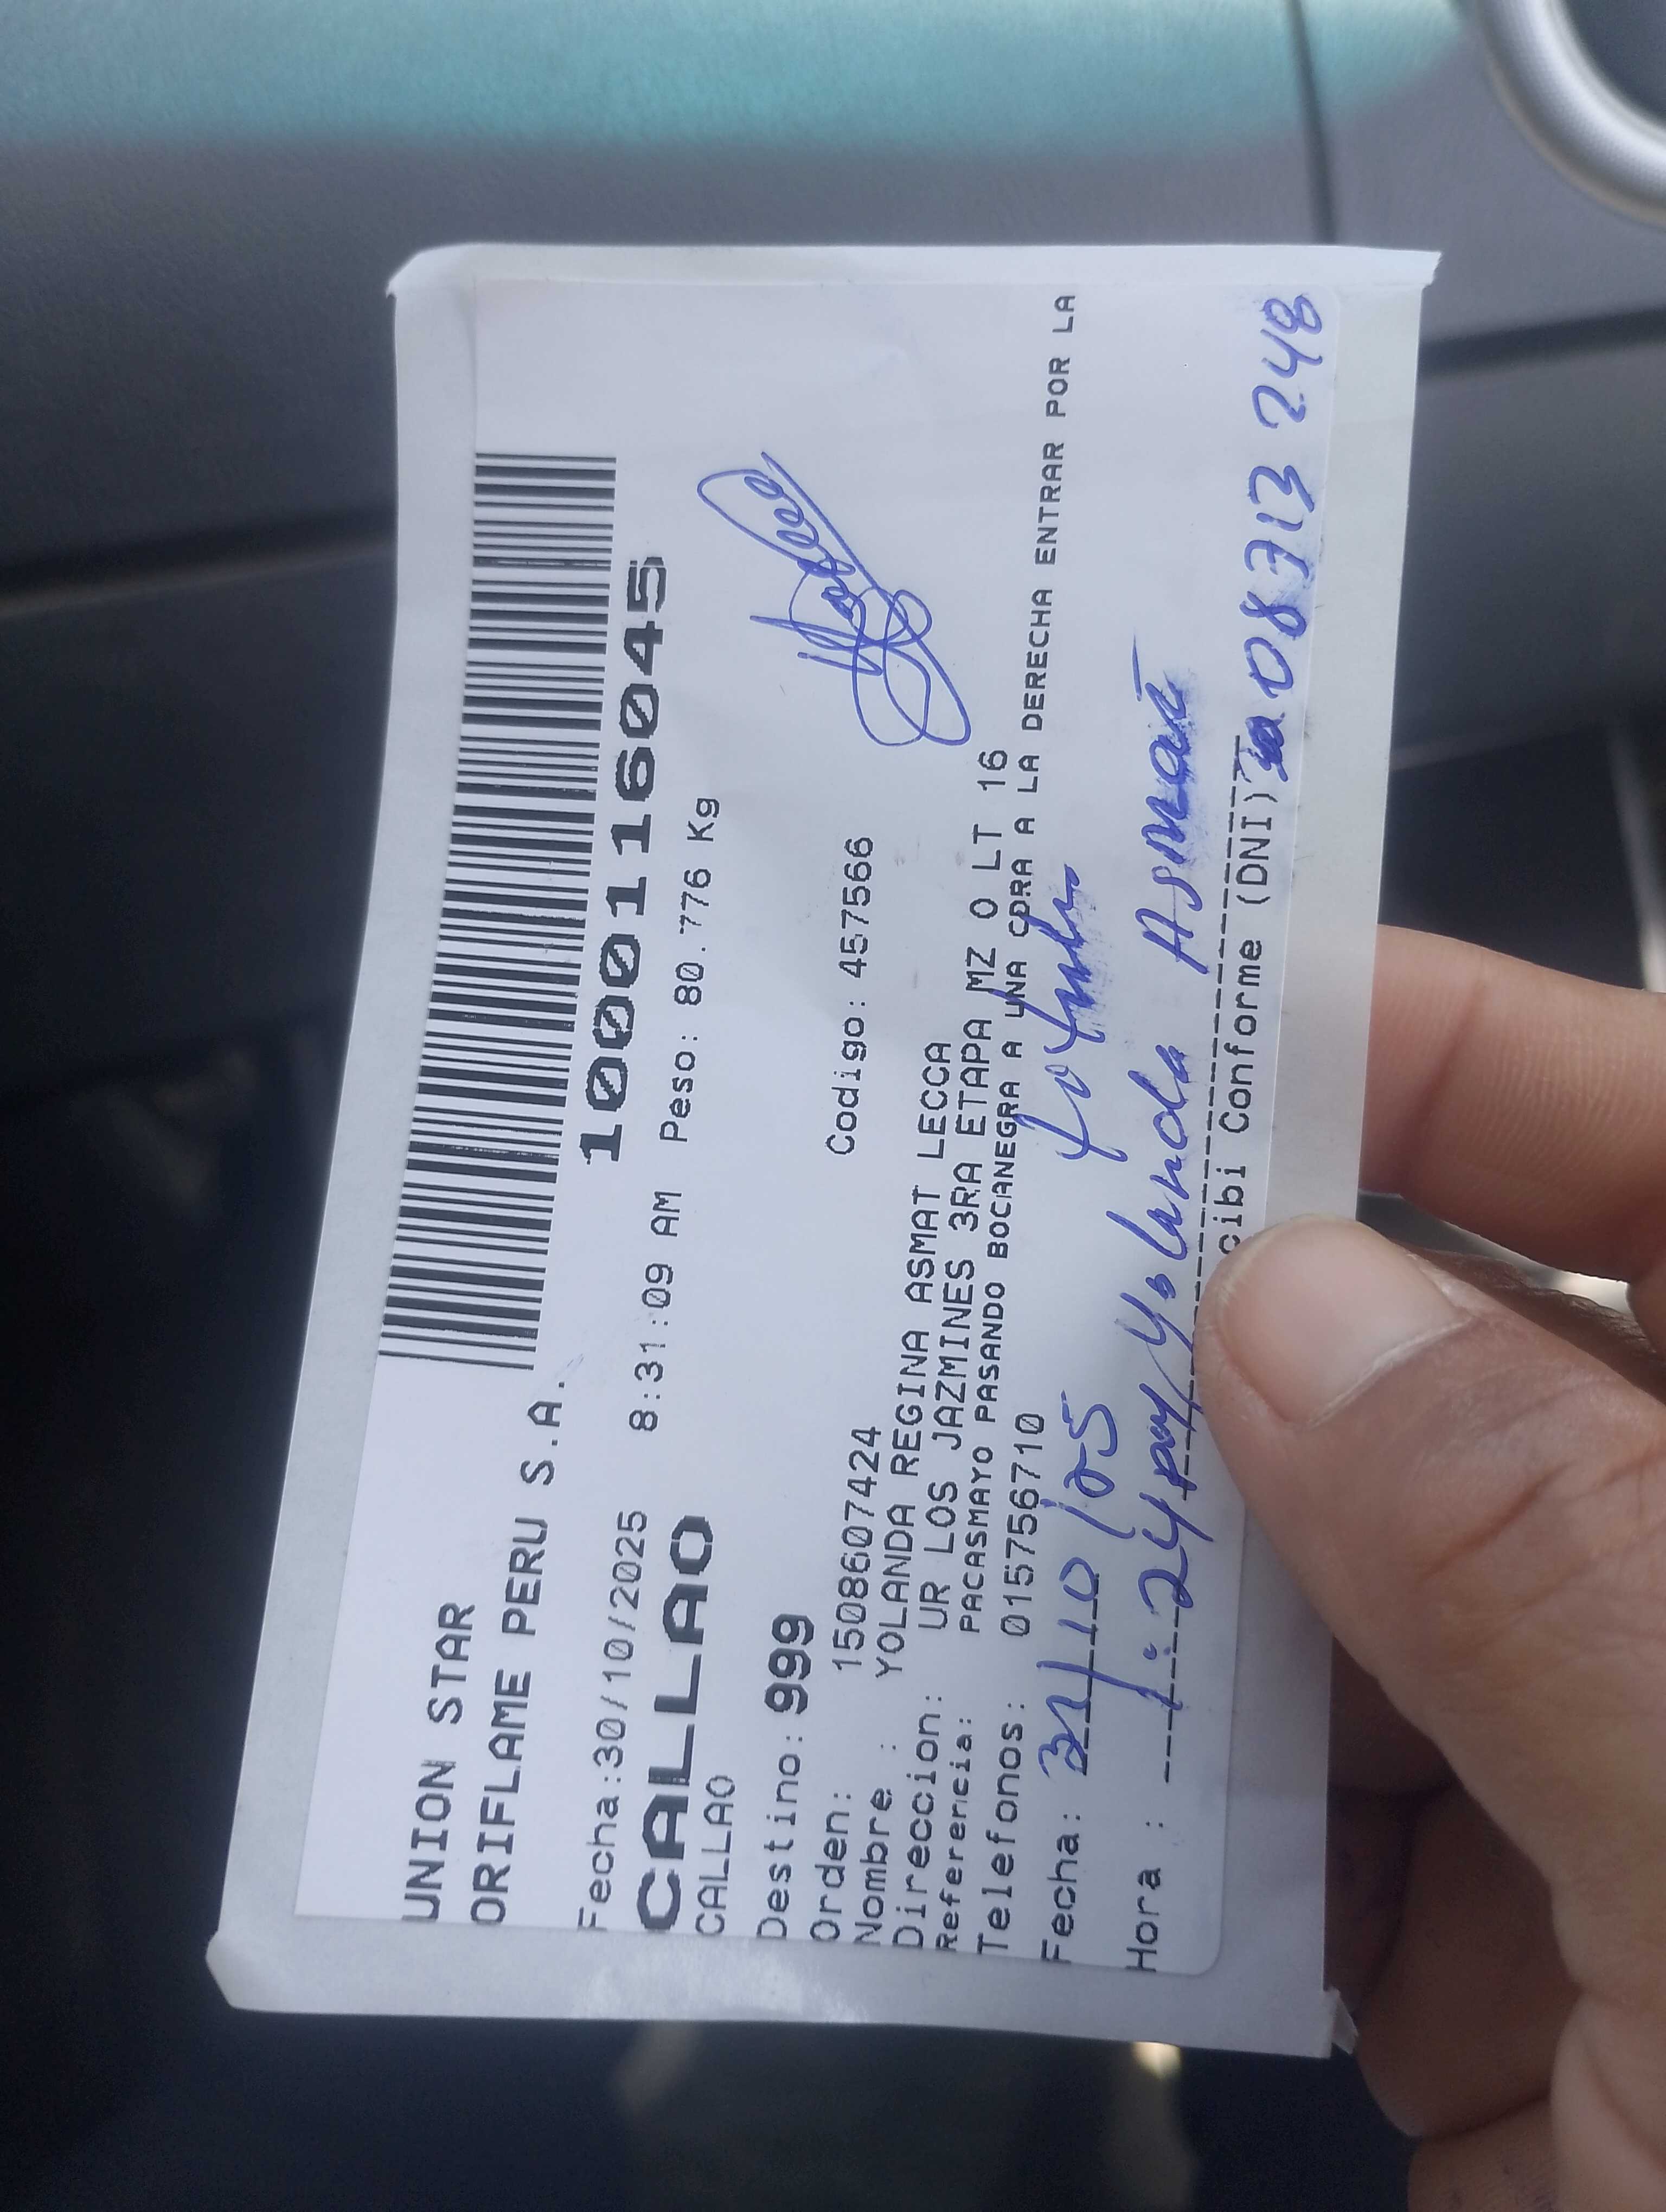 UNION STAR
ORIFLAME PERU S.A.
1000116045
Fecha:30/10/2025 8:31:09 AM Peso: 80.776 Kg
CALLAO
CALLAO
Destino: 999
Orden: 1508607424 Codigo: 457566
Nombre : YOLANDA REGINA ASMAT LECCA
Direccion: UR LOS JAZMINES 3RA ETAPA MZ O LT 16
Referencia: PACASMAYO PASANDO BOCANEGRA A UNA CDRA A LA DERECHA ENTRAR POR LA
Telefonos: 015756710
Fecha: 31/10/
Hora : 1:24pm Yolanda Asmat
cibi Conforme (DNI) 08713248